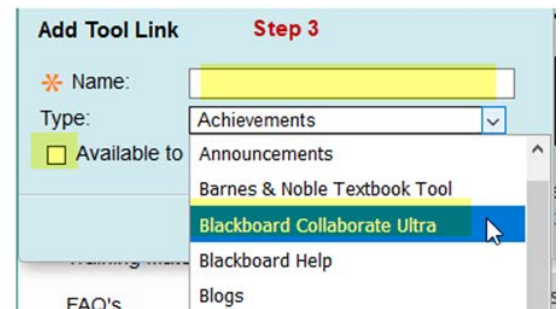 Add Tool Link Step 3
Name:
Type: Achievements
Available to Announcements
Barnes & Noble Textbook Tool
Blackboard Collaborate Ultra
Blackboard Help
FAQ's Blogs